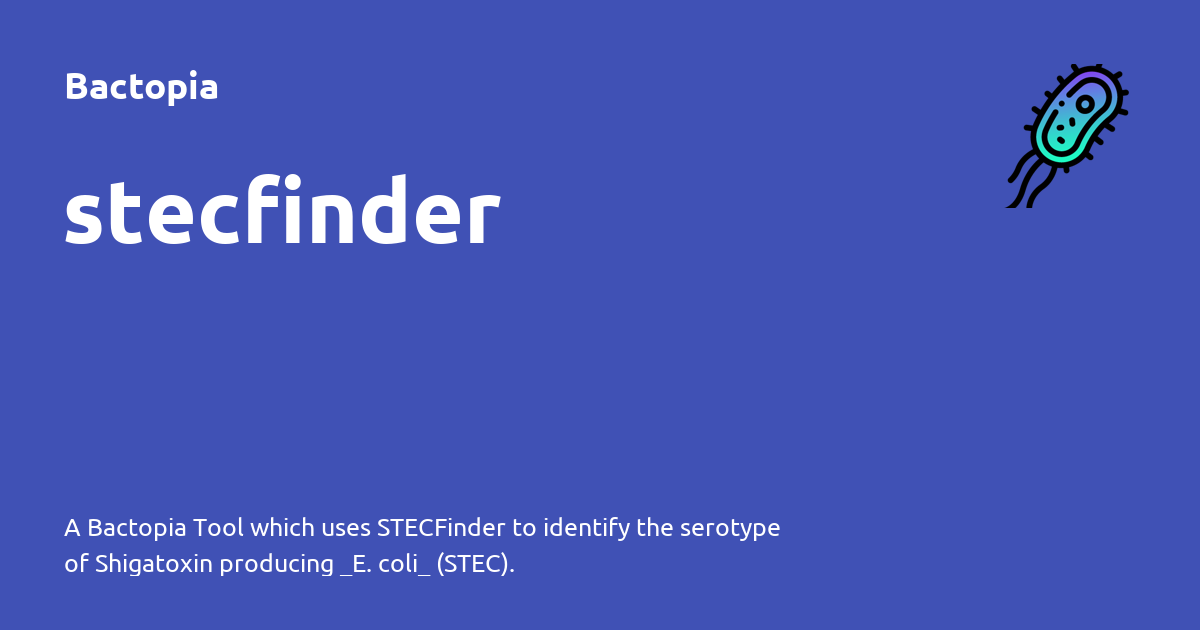 Bactopia
stecfinder
A Bactopia Tool which uses STECFinder to identify the serotype
of Shigatoxin producing _E. coli_ (STEC).